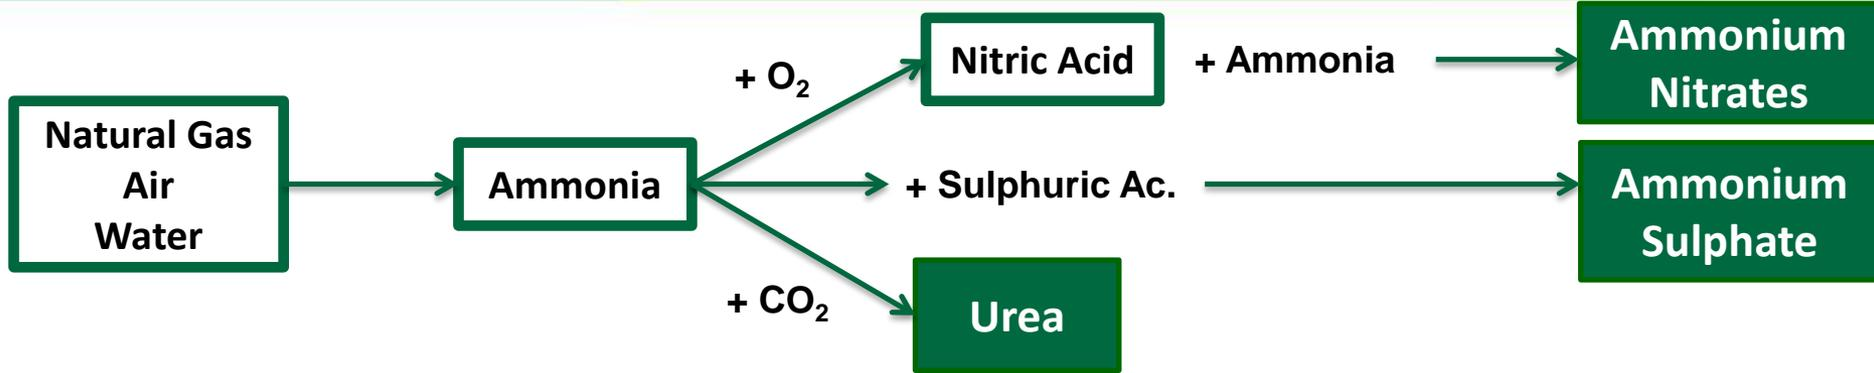 Natural Gas
Air
Water
Ammonia
+ O₂
Nitric Acid
+ Ammonia
Ammonium
Nitrates
+ Sulphuric Ac.
Ammonium
Sulphate
+ CO₂
Urea